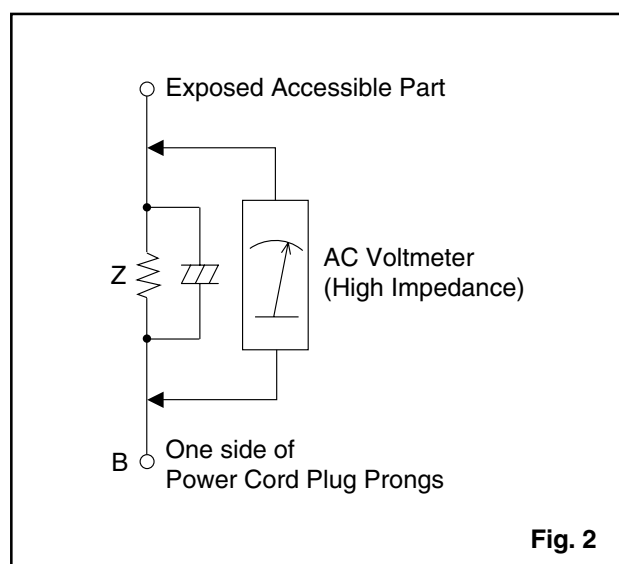 Exposed Accessible Part
Z
AC Voltmeter
(High Impedance)
B
One side of
Power Cord Plug Prongs
Fig. 2